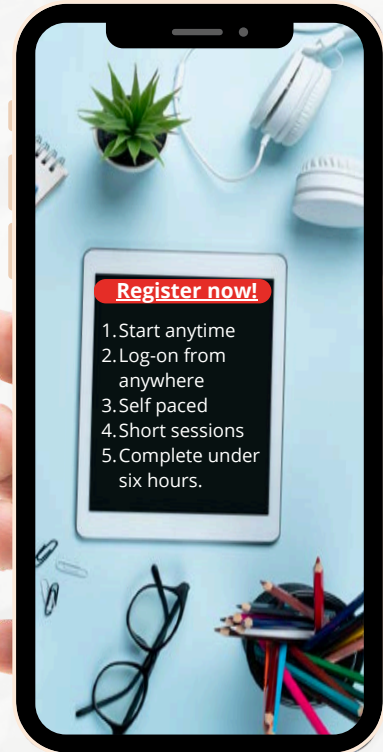 Register now!
1. Start anytime
2. Log-on from
anywhere
3. Self paced
4. Short sessions
5. Complete under
six hours.